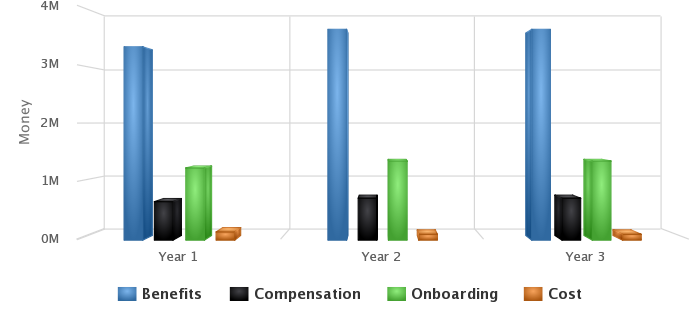 4M
3M
2M
1M
0M
Money
Year 1
Year 2
Year 3
Benefits
Compensation
Onboarding
Cost